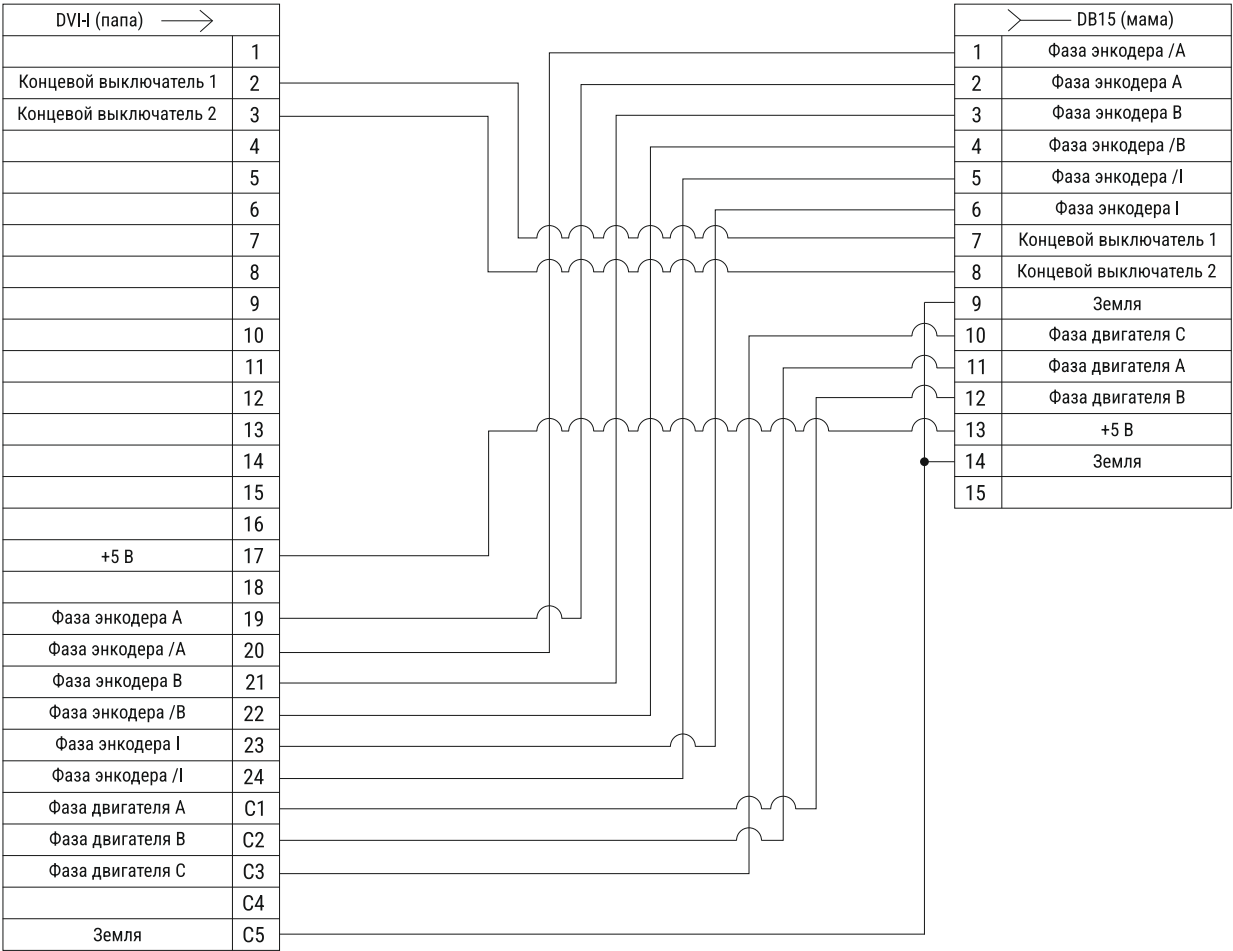 DVI-I (папа)
1
Концевой выключатель 1 2
Концевой выключатель 2 3
4
5
6
7
8
9
10
11
12
13
14
15
16
+5 В 17
18
Фаза энкодера A 19
Фаза энкодера /A 20
Фаза энкодера B 21
Фаза энкодера /B 22
Фаза энкодера I 23
Фаза энкодера /I 24
Фаза двигателя A C1
Фаза двигателя B C2
Фаза двигателя C C3
C4
Земля C5
DB15 (мама)
1 Фаза энкодера /A
2 Фаза энкодера A
3 Фаза энкодера B
4 Фаза энкодера /B
5 Фаза энкодера /I
6 Фаза энкодера I
7 Концевой выключатель 1
8 Концевой выключатель 2
9 Земля
10 Фаза двигателя C
11 Фаза двигателя A
12 Фаза двигателя B
13 +5 В
14 Земля
15